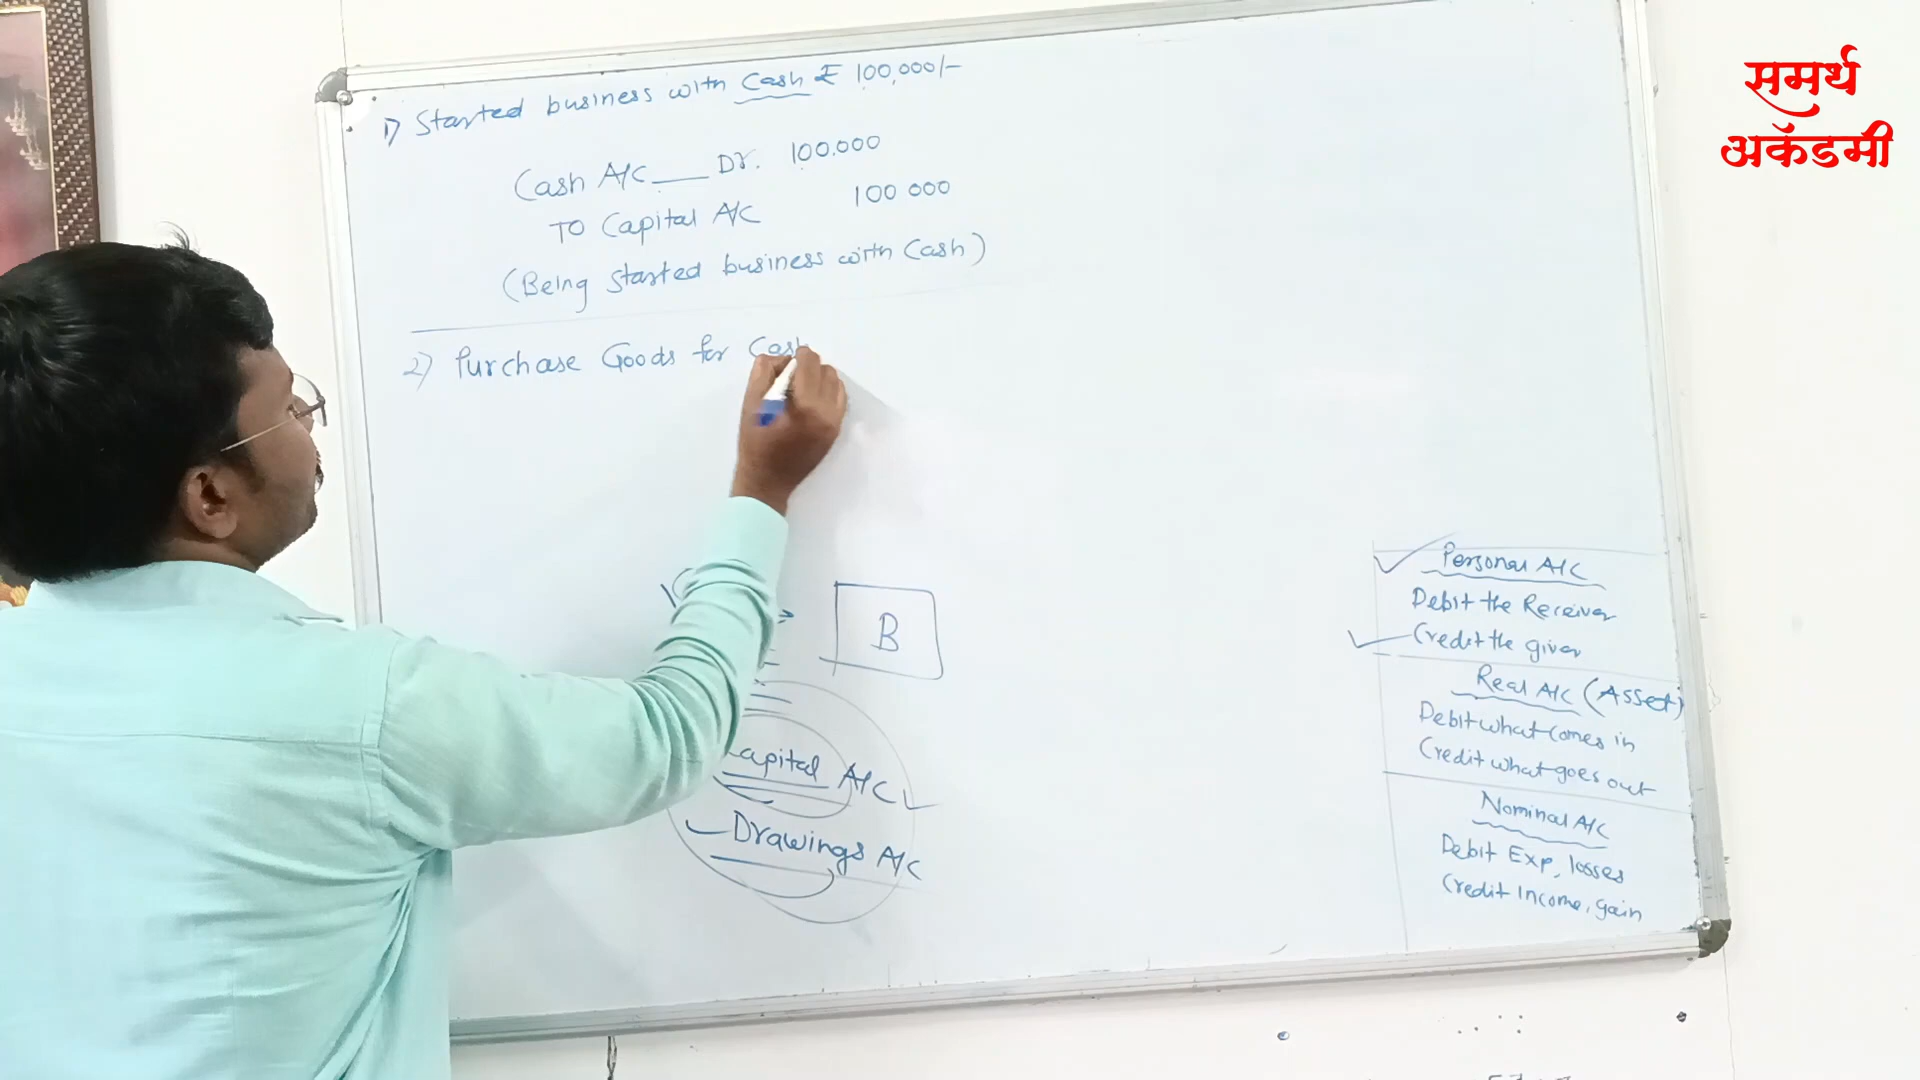 1) Started business with Cash ₹ 100,000/-
Cash A/C ___ Dr. 100.000
To Capital A/C 100 000
(Being started business with Cash)
2) Purchase Goods for Cash
B
Capital A/C
Drawings A/C
Personal A/C
Debit the Receiver
Credit the giver
Real A/C (Asset)
Debit what comes in
Credit what goes out
Nominal A/C
Debit Exp, losses
Credit Income, gain
समर्थ
अकॅडमी